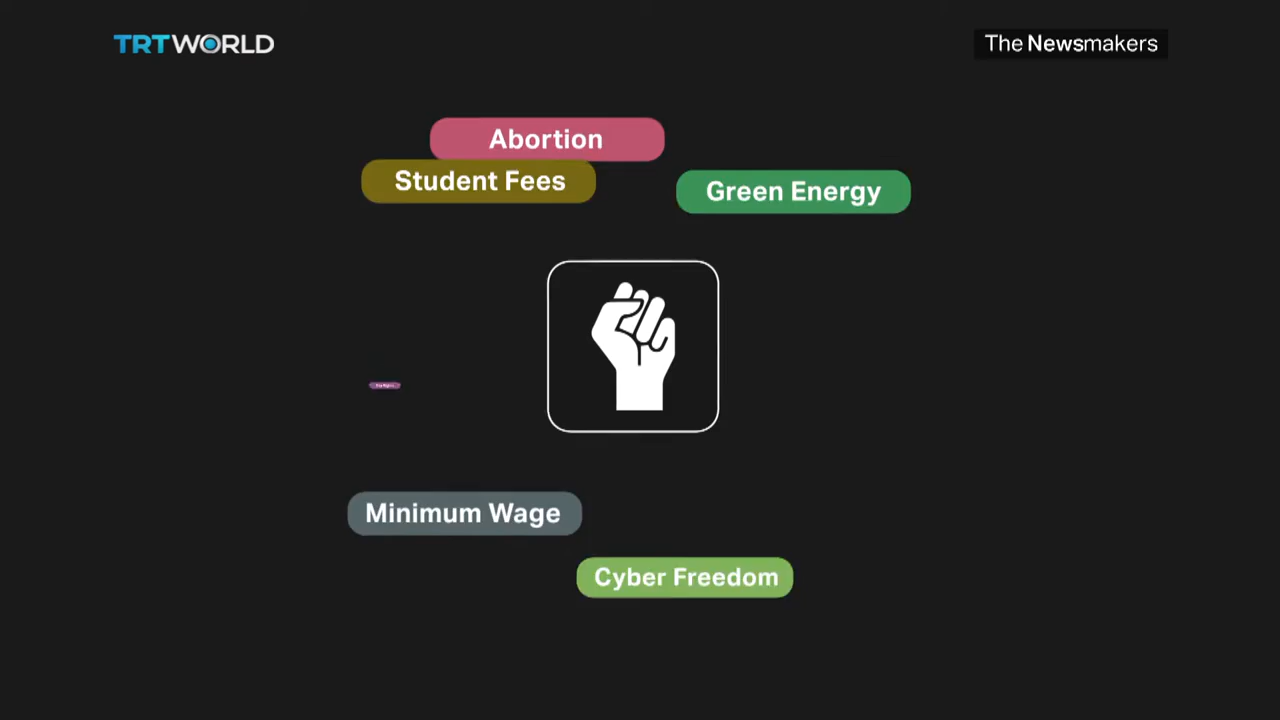 TRTWORLD
The Newsmakers
Abortion
Student Fees
Green Energy
Minimum Wage
Cyber Freedom